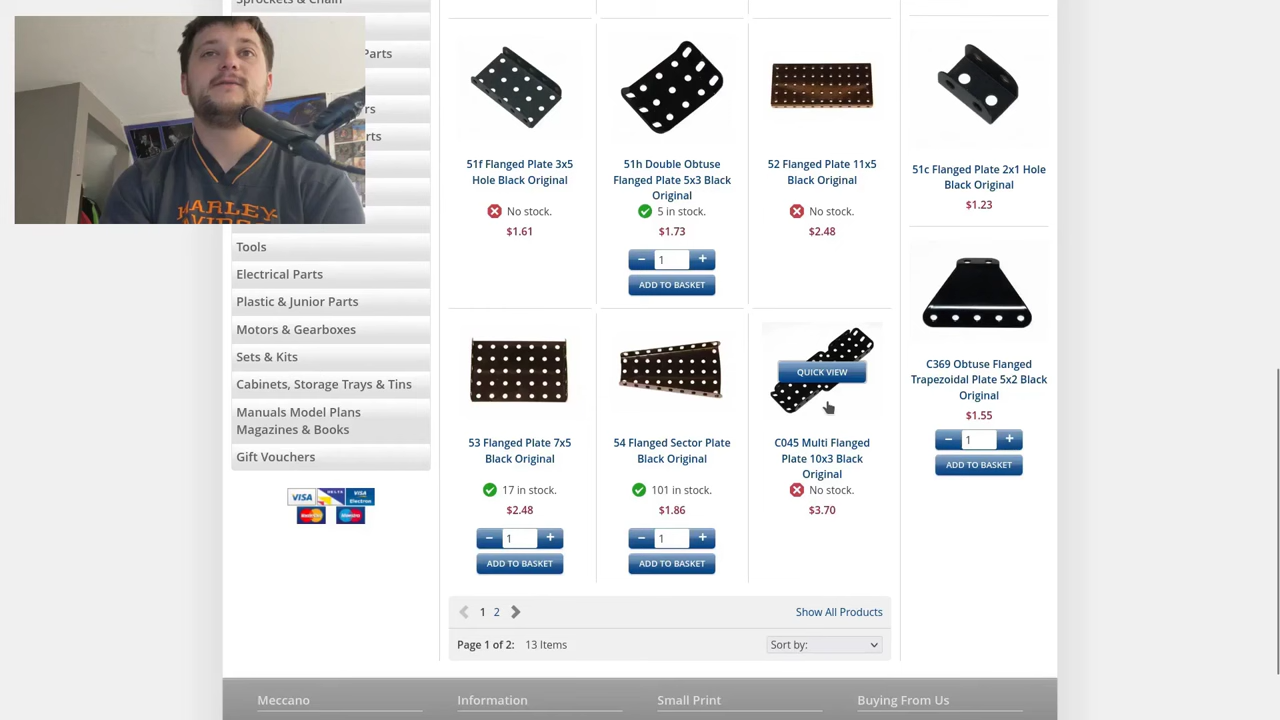 Sprockets & Chain
Parts
rs
rts
Tools
Electrical Parts
Plastic & Junior Parts
Motors & Gearboxes
Sets & Kits
Cabinets, Storage Trays & Tins
Manuals Model Plans
Magazines & Books
Gift Vouchers
VISA
DELTA
VISA
Electron
MasterCard
Maestro
HARLEY-
51f Flanged Plate 3x5
Hole Black Original
No stock.
$1.61
51h Double Obtuse
Flanged Plate 5x3 Black
Original
5 in stock.
$1.73
− 1 +
ADD TO BASKET
52 Flanged Plate 11x5
Black Original
No stock.
$2.48
53 Flanged Plate 7x5
Black Original
17 in stock.
$2.48
− 1 +
ADD TO BASKET
54 Flanged Sector Plate
Black Original
101 in stock.
$1.86
− 1 +
ADD TO BASKET
QUICK VIEW
C045 Multi Flanged
Plate 10x3 Black
Original
No stock.
$3.70
1 2
Show All Products
Page 1 of 2: 13 Items
Sort by:
51c Flanged Plate 2x1 Hole
Black Original
$1.23
C369 Obtuse Flanged
Trapezoidal Plate 5x2 Black
Original
$1.55
− 1 +
ADD TO BASKET
Meccano
Information
Small Print
Buying From Us